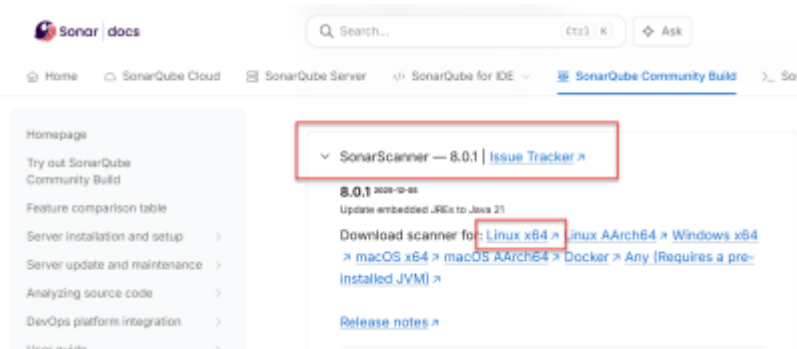 Sonar docs
Search...
Ctrl K
Ask
Home
SonarQube Cloud
SonarQube Server
SonarQube for IDE
SonarQube Community Build
So
Homepage
Try out SonarQube
Community Build
Feature comparison table
Server installation and setup
Server update and maintenance
Analyzing source code
DevOps platform integration
SonarScanner — 8.0.1 | Issue Tracker
8.0.1
Update embedded JREs to Java 21
Download scanner for: Linux x64 Linux AArch64 Windows x64
macOS x64 macOS AArch64 Docker Any (Requires a pre-
installed JVM)
Release notes